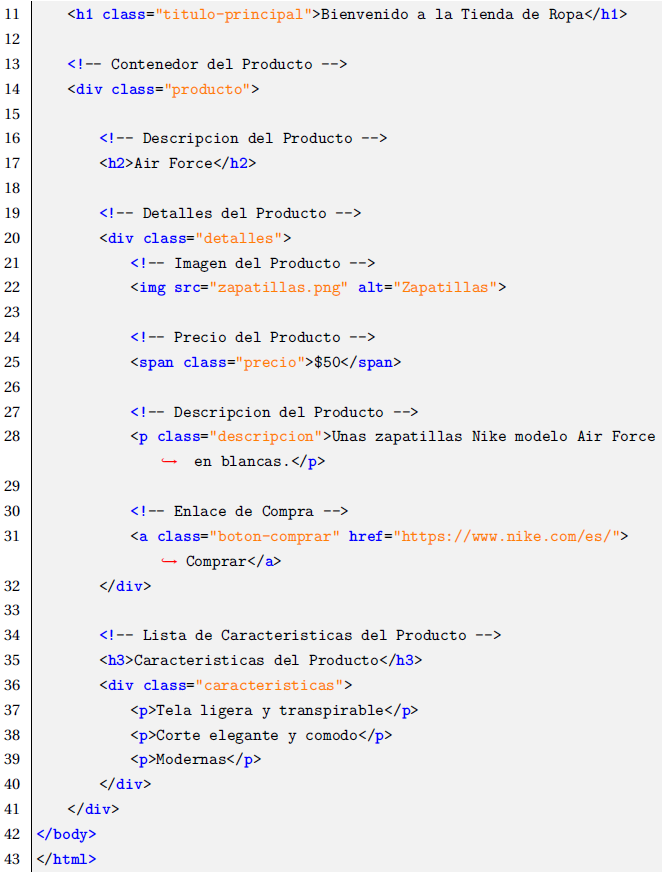 11 <h1 class="titulo-principal">Bienvenido a la Tienda de Ropa</h1>
12
13 <!-- Contenedor del Producto -->
14 <div class="producto">
15
16 <!-- Descripcion del Producto -->
17 <h2>Air Force</h2>
18
19 <!-- Detalles del Producto -->
20 <div class="detalles">
21 <!-- Imagen del Producto -->
22 <img src="zapatillas.png" alt="Zapatillas">
23
24 <!-- Precio del Producto -->
25 <span class="precio">$50</span>
26
27 <!-- Descripcion del Producto -->
28 <p class="descripcion">Unas zapatillas Nike modelo Air Force
↪ en blancas.</p>
29
30 <!-- Enlace de Compra -->
31 <a class="boton-comprar" href="https://www.nike.com/es/">
↪ Comprar</a>
32 </div>
33
34 <!-- Lista de Caracteristicas del Producto -->
35 <h3>Caracteristicas del Producto</h3>
36 <div class="caracteristicas">
37 <p>Tela ligera y transpirable</p>
38 <p>Corte elegante y comodo</p>
39 <p>Modernas</p>
40 </div>
41 </div>
42 </body>
43 </html>